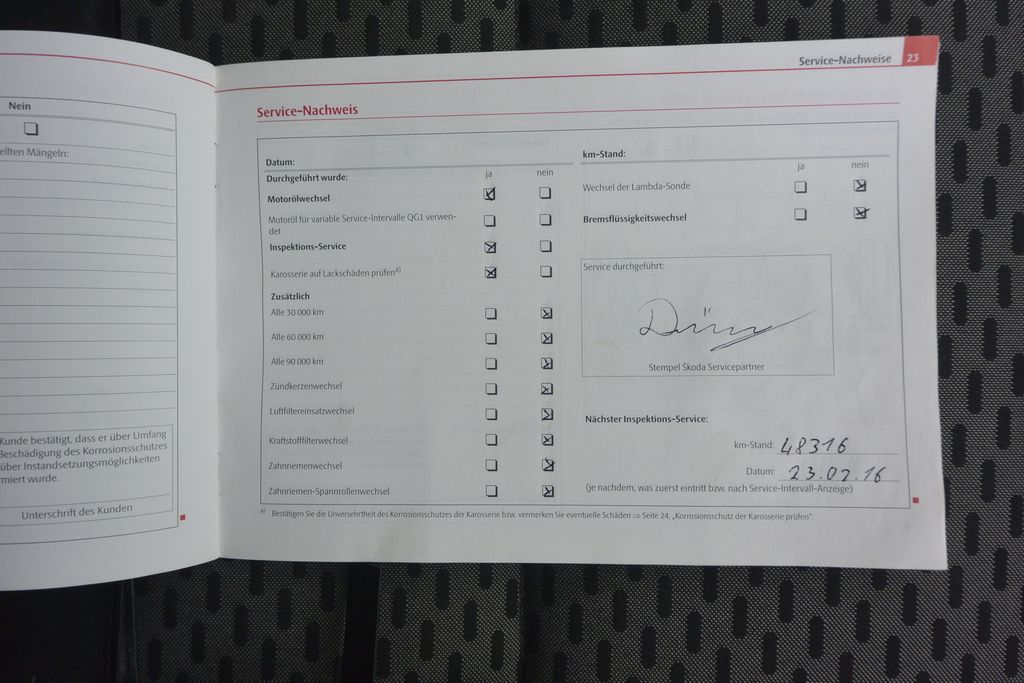 Nein
ellten Mängeln:
Kunde bestätigt, dass er über Umfang
Beschädigung des Korrosionsschutzes
über Instandsetzungsmöglichkeiten
miert wurde.
Unterschrift des Kunden
Service-Nachweise 23
Service-Nachweis
Datum:
Durchgeführt wurde: ja nein
Motorölwechsel
Motoröl für variable Service-Intervalle QG1 verwen-
det
Inspektions-Service
Karosserie auf Lackschäden prüfen a)
Zusätzlich
Alle 30 000 km
Alle 60 000 km
Alle 90 000 km
Zündkerzenwechsel
Luftfiltereinsatzwechsel
Kraftstofffilterwechsel
Zahnriemenwechsel
Zahnriemen-Spannrollenwechsel
km-Stand:
ja nein
Wechsel der Lambda-Sonde
Bremsflüssigkeitswechsel
Service durchgeführt:
Stempel Škoda Servicepartner
Nächster Inspektions-Service:
km-Stand: 48316
Datum: 23.02.16
(je nachdem, was zuerst eintritt bzw. nach Service-Intervall-Anzeige)
a) Bestätigen Sie die Unversehrtheit des Korrosionsschutzes der Karosserie bzw. vermerken Sie eventuelle Schäden ⇒ Seite 24, „Korrosionsschutz der Karosserie prüfen“.